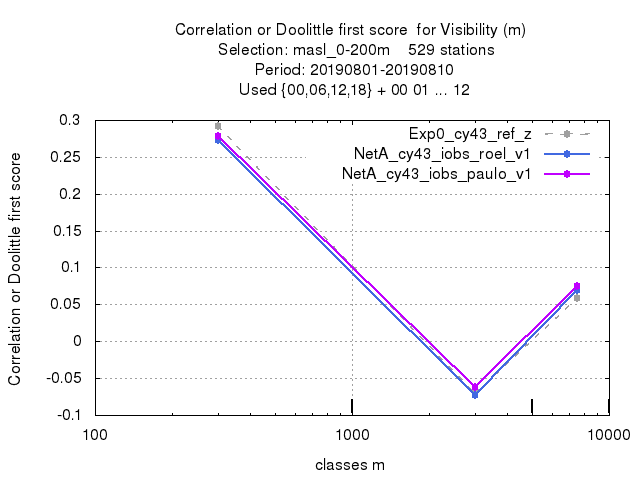 Correlation or Doolittle first score  for Visibility (m)
Selection: masl_0-200m    529 stations
Period: 20190801-20190810
Used {00,06,12,18} + 00 01 ... 12
Correlation or Doolittle first score
0.3
0.25
0.2
0.15
0.1
0.05
0
-0.05
-0.1
Exp0_cy43_ref_z
NetA_cy43_iobs_roel_v1
NetA_cy43_iobs_paulo_v1
100 1000 10000
classes m